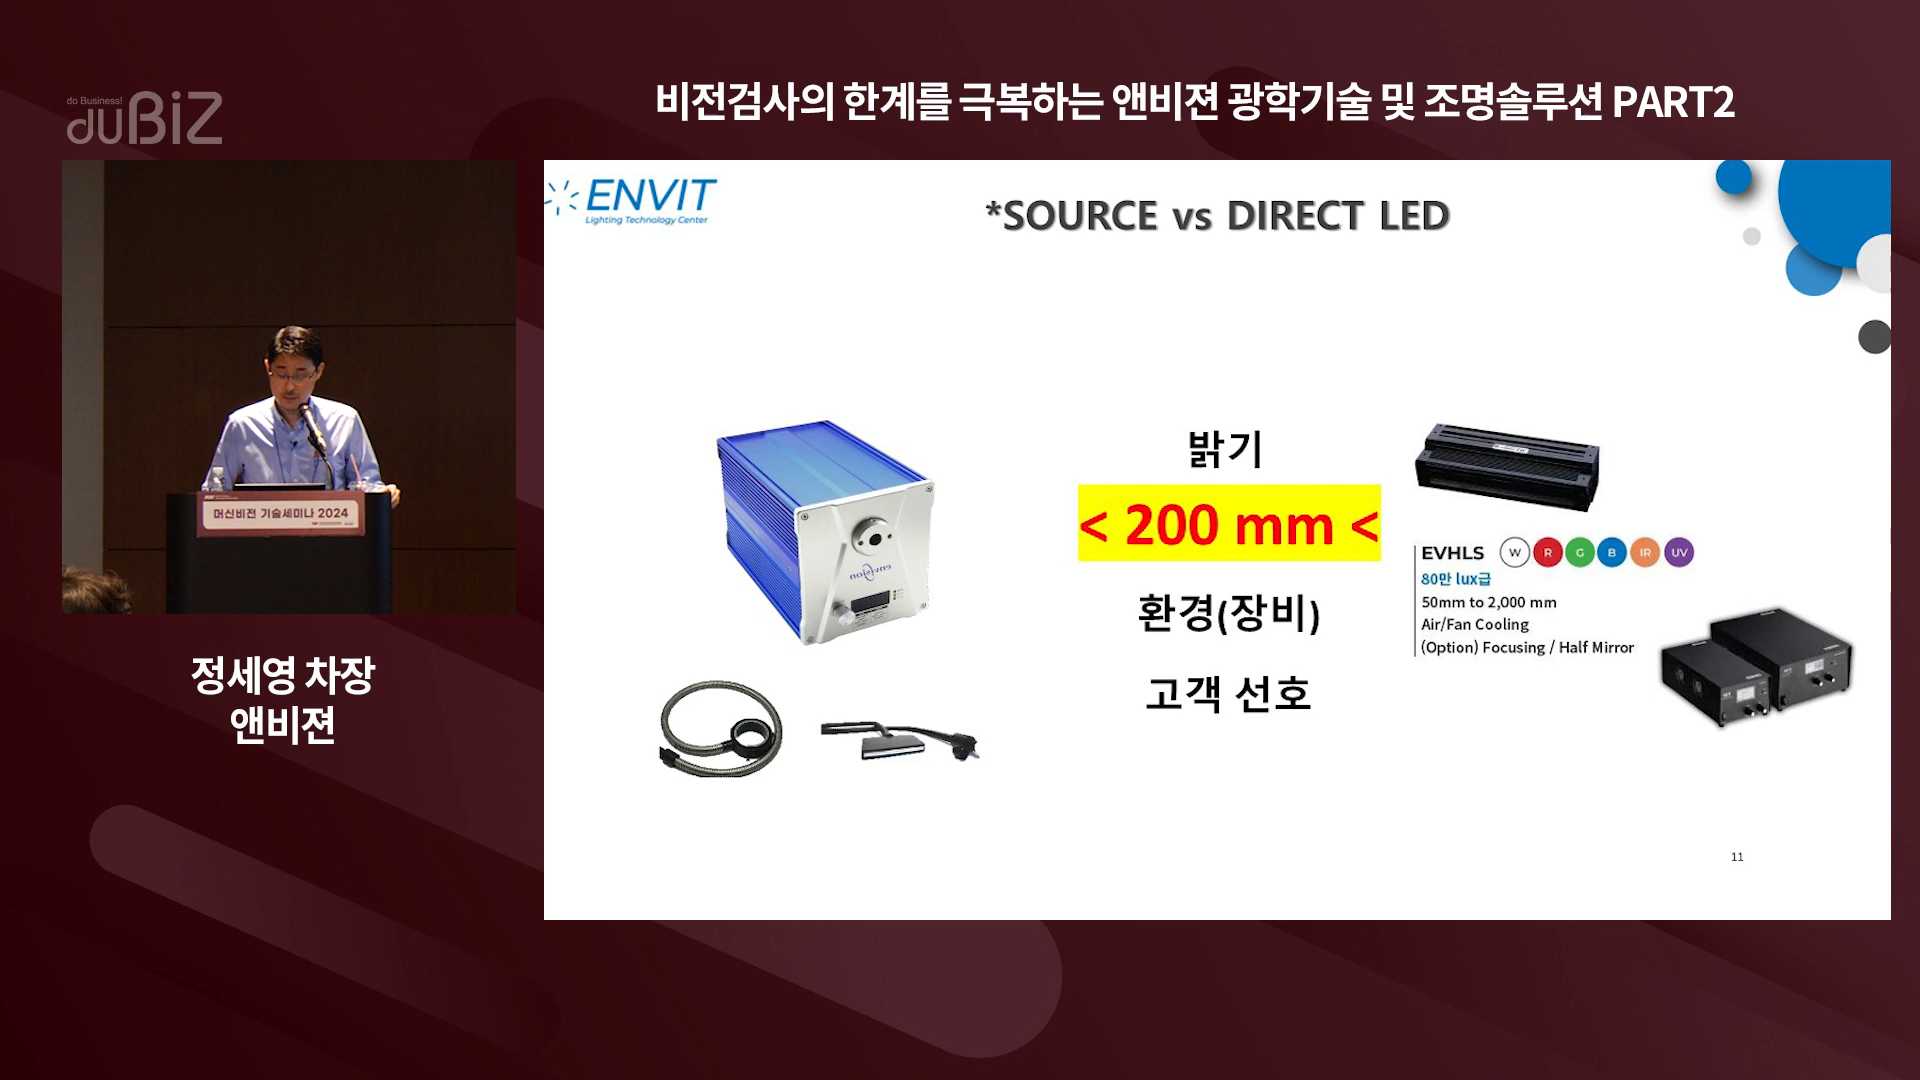 do Business!
duBiZ
비전검사의 한계를 극복하는 앤비젼 광학기술 및 조명솔루션 PART2
머신비전 기술세미나 2024
정세영 차장
앤비젼
ENVIT
Lighting Technology Center
*SOURCE vs DIRECT LED
envision
밝기
< 200 mm <
환경(장비)
고객 선호
EVHLS W R G B IR UV
80만 lux급
50mm to 2,000 mm
Air/Fan Cooling
(Option) Focusing / Half Mirror
11